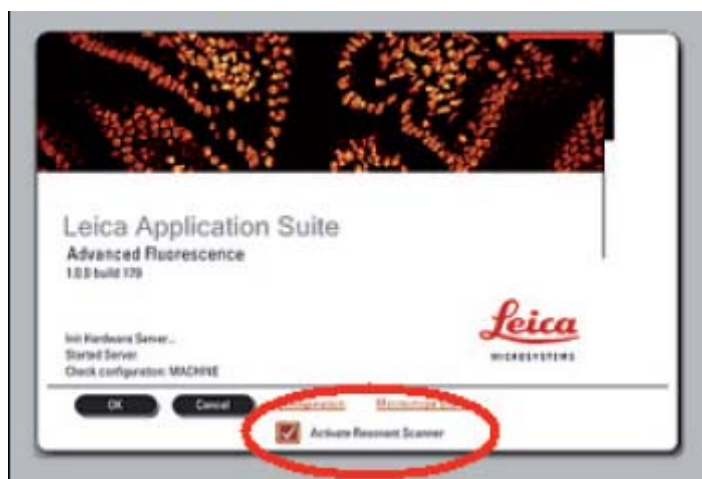 Leica Application Suite
Advanced Fluorescence
1.0.0 build 179
Leica
MICROSYSTEMS
Init Hardware Server...
Started Server
Check configuration: MACHINE
OK Cancel
Activate Resonant Scanner